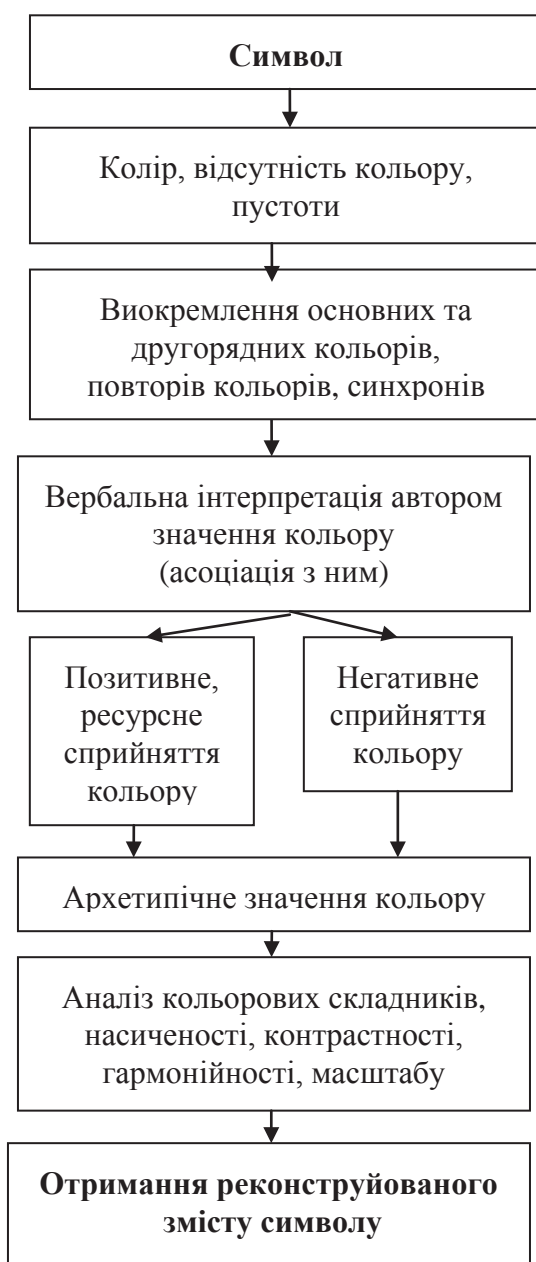 Символ
Колір, відсутність кольору,
пустоти
Виокремлення основних та
другорядних кольорів,
повторів кольорів, синхронів
Вербальна інтерпретація автором
значення кольору
(асоціація з ним)
Позитивне,
ресурсне
сприйняття
кольору
Негативне
сприйняття
кольору
Архетипічне значення кольору
Аналіз кольорових складників,
насиченості, контрастності,
гармонійності, масштабу
Отримання реконструйованого
змісту символу